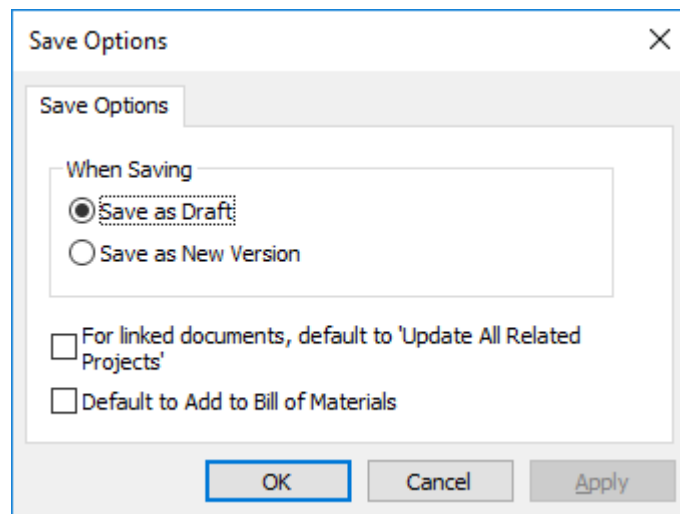 Save Options
Save Options
When Saving
Save as Draft
Save as New Version
For linked documents, default to 'Update All Related
Projects'
Default to Add to Bill of Materials
OK Cancel Apply